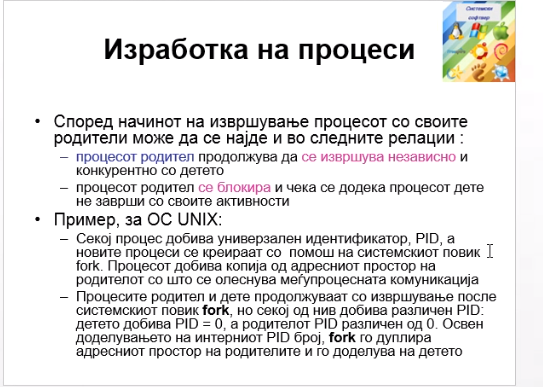 Системски
софтвер
Изработка на процеси
• Според начинот на извршување процесот со своите
родители може да се најде и во следните релации :
– процесот родител продолжува да се извршува независно и
конкурентно со детето
– процесот родител се блокира и чека се додека процесот дете
не заврши со своите активности
• Пример, за ОС UNIX:
– Секој процес добива универзален идентификатор, PID, а
новите процеси се креираат со помош на системскиот повик
fork. Процесот добива копија од адресниот простор на
родителот со што се олеснува меѓупроцесната комуникација
– Процесите родител и дете продолжуваат со извршување после
системскиот повик fork, но секој од нив добива различен PID:
детето добива PID = 0, а родителот PID различен од 0. Освен
доделувањето на интерниот PID број, fork го дуплира
адресниот простор на родителите и го доделува на детето